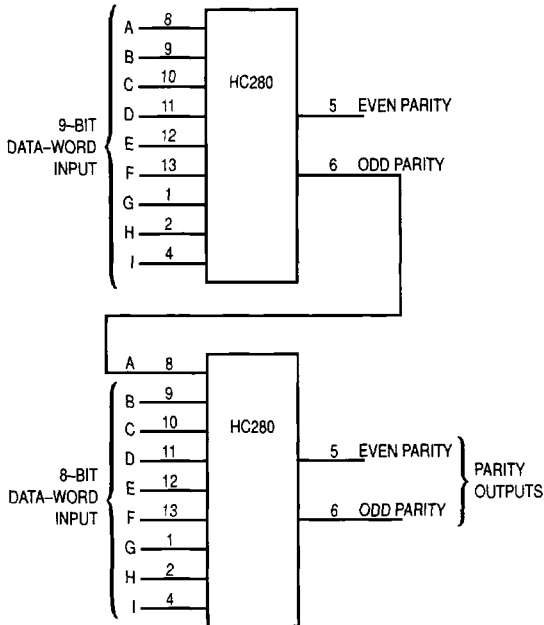 A 8
B 9
C 10
HC280
D 11
5 EVEN PARITY
9–BIT
DATA–WORD
INPUT
E 12
F 13
6 ODD PARITY
G 1
H 2
I 4
A 8
B 9
C 10
HC280
D 11
5 EVEN PARITY
8–BIT
DATA–WORD
INPUT
E 12
PARITY
OUTPUTS
F 13
6 ODD PARITY
G 1
H 2
I 4